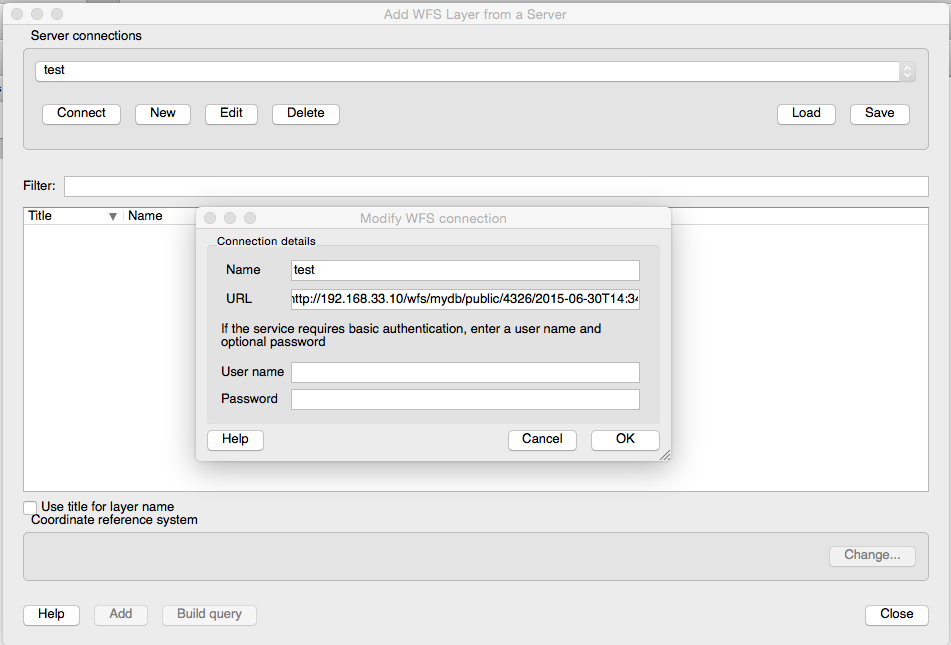 Add WFS Layer from a Server
Server connections
test
Connect New Edit Delete Load Save
Filter:
Title Name
Modify WFS connection
Connection details
Name test
URL http://192.168.33.10/wfs/mydb/public/4326/2015-06-30T14:34
If the service requires basic authentication, enter a user name and
optional password
User name
Password
Help Cancel OK
Use title for layer name
Coordinate reference system
Change...
Help Add Build query Close